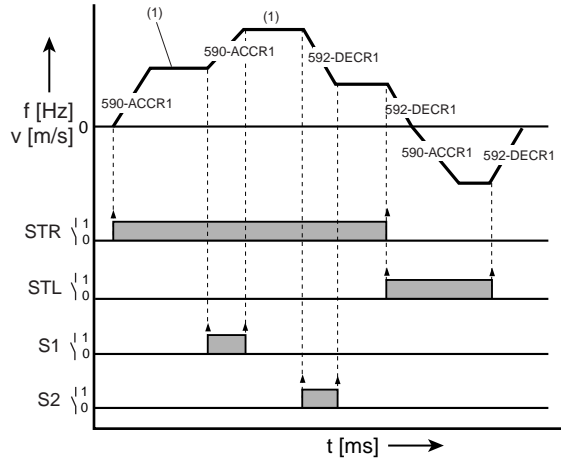 (1)
(1)
590-ACCR1
592-DECR1
590-ACCR1
592-DECR1
f [Hz]
v [m/s]
0
590-ACCR1
592-DECR1
STR
1
0
STL
1
0
S1
1
0
S2
1
0
t [ms]